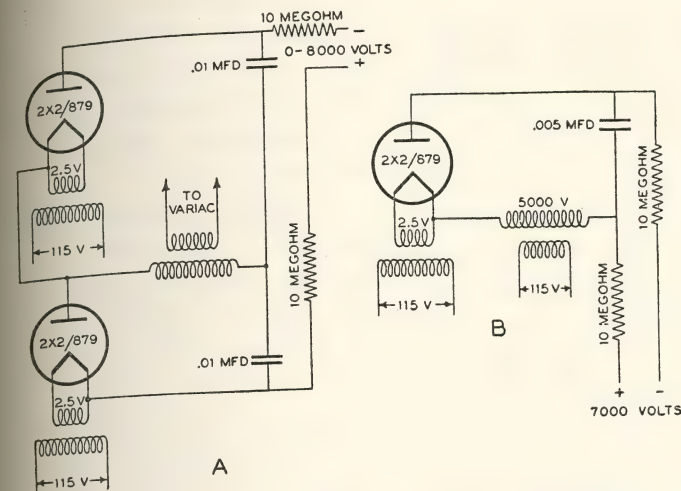 10 MEGOHM
−
0-8000 VOLTS
+
.01 MFD
2X2/879
2.5V
115 V
TO
VARIAC
10 MEGOHM
2X2/879
.01 MFD
2.5V
115 V
A
.005 MFD
2X2/879
10 MEGOHM
2.5V
5000 V
115 V
115V
B
10 MEGOHM
+ −
7000 VOLTS